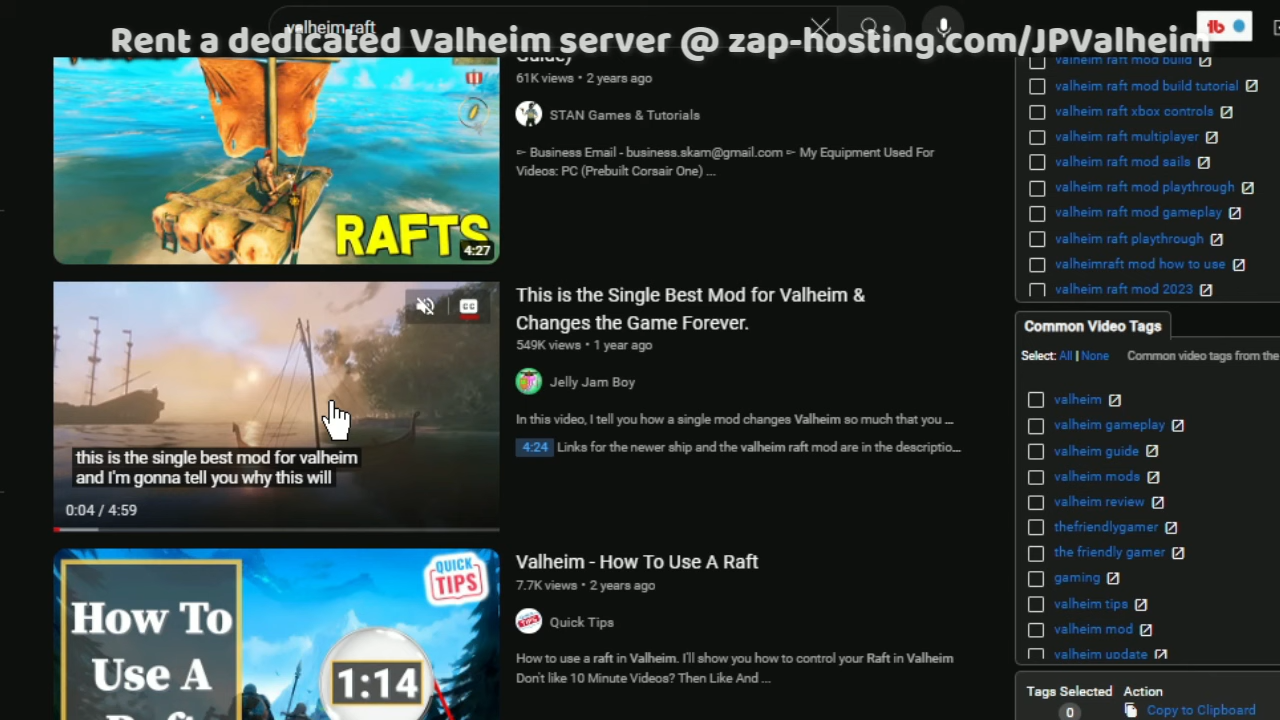 valheim raft
Rent a dedicated Valheim server @ zap-hosting.com/JPValheim
Guide)
61K views • 2 years ago
STAN Games & Tutorials
Business Email - business.skam@gmail.com
My Equipment Used For
Videos: PC (Prebuilt Corsair One) ...
RAFTS
4:27
CC
this is the single best mod for valheim
and I'm gonna tell you why this will
0:04 / 4:59
This is the Single Best Mod for Valheim &
Changes the Game Forever.
549K views • 1 year ago
Jelly Jam Boy
In this video, I tell you how a single mod changes Valheim so much that you ...
4:24 Links for the newer ship and the valheim raft mod are in the descriptio...
QUICK
TIPS
How To
Use A
Raft
1:14
Valheim - How To Use A Raft
7.7K views • 2 years ago
Quick Tips
How to use a raft in Valheim. I'll show you how to control your Raft in Valheim
Don't like 10 Minute Videos? Then Like And ...
tb
valheim raft mod build
valheim raft mod build tutorial
valheim raft xbox controls
valheim raft multiplayer
valheim raft mod sails
valheim raft mod playthrough
valheim raft mod gameplay
valheim raft playthrough
valheimraft mod how to use
valheim raft mod 2023
Common Video Tags
Select: All | None Common video tags from the
valheim
valheim gameplay
valheim guide
valheim mods
valheim review
thefriendlygamer
the friendly gamer
gaming
valheim tips
valheim mod
valheim update
Tags Selected
0
Action
Copy to Clipboard